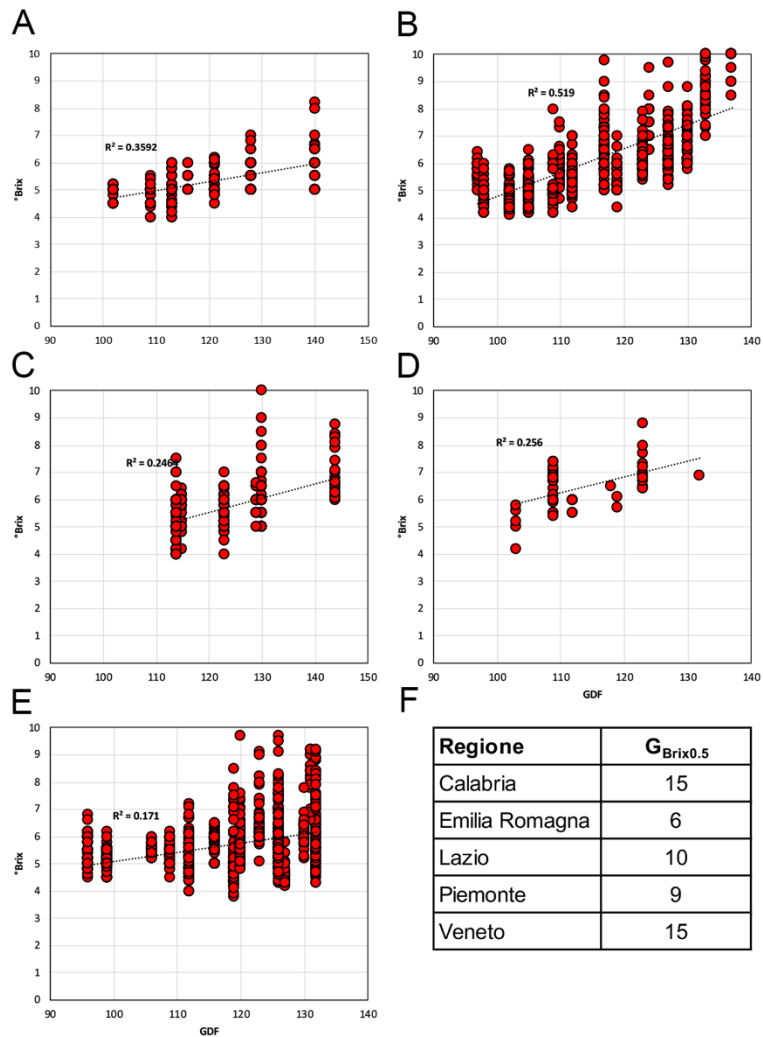 A
10
9
8
7
6
5
4
3
2
1
0
°Brix
R² = 0.3592
90 100 110 120 130 140 150
B
10
9
8
7
6
5
4
3
2
1
0
°Brix
R² = 0.519
90 100 110 120 130 140
C
10
9
8
7
6
5
4
3
2
1
0
°Brix
R² = 0.2464
90 100 110 120 130 140 150
D
10
9
8
7
6
5
4
3
2
1
0
°Brix
R² = 0.256
90 100 110 120 130 140
GDF
E
10
9
8
7
6
5
4
3
2
1
0
°Brix
R² = 0.171
90 100 110 120 130 140
GDF
F
Regione GBrix0.5
Calabria 15
Emilia Romagna 6
Lazio 10
Piemonte 9
Veneto 15